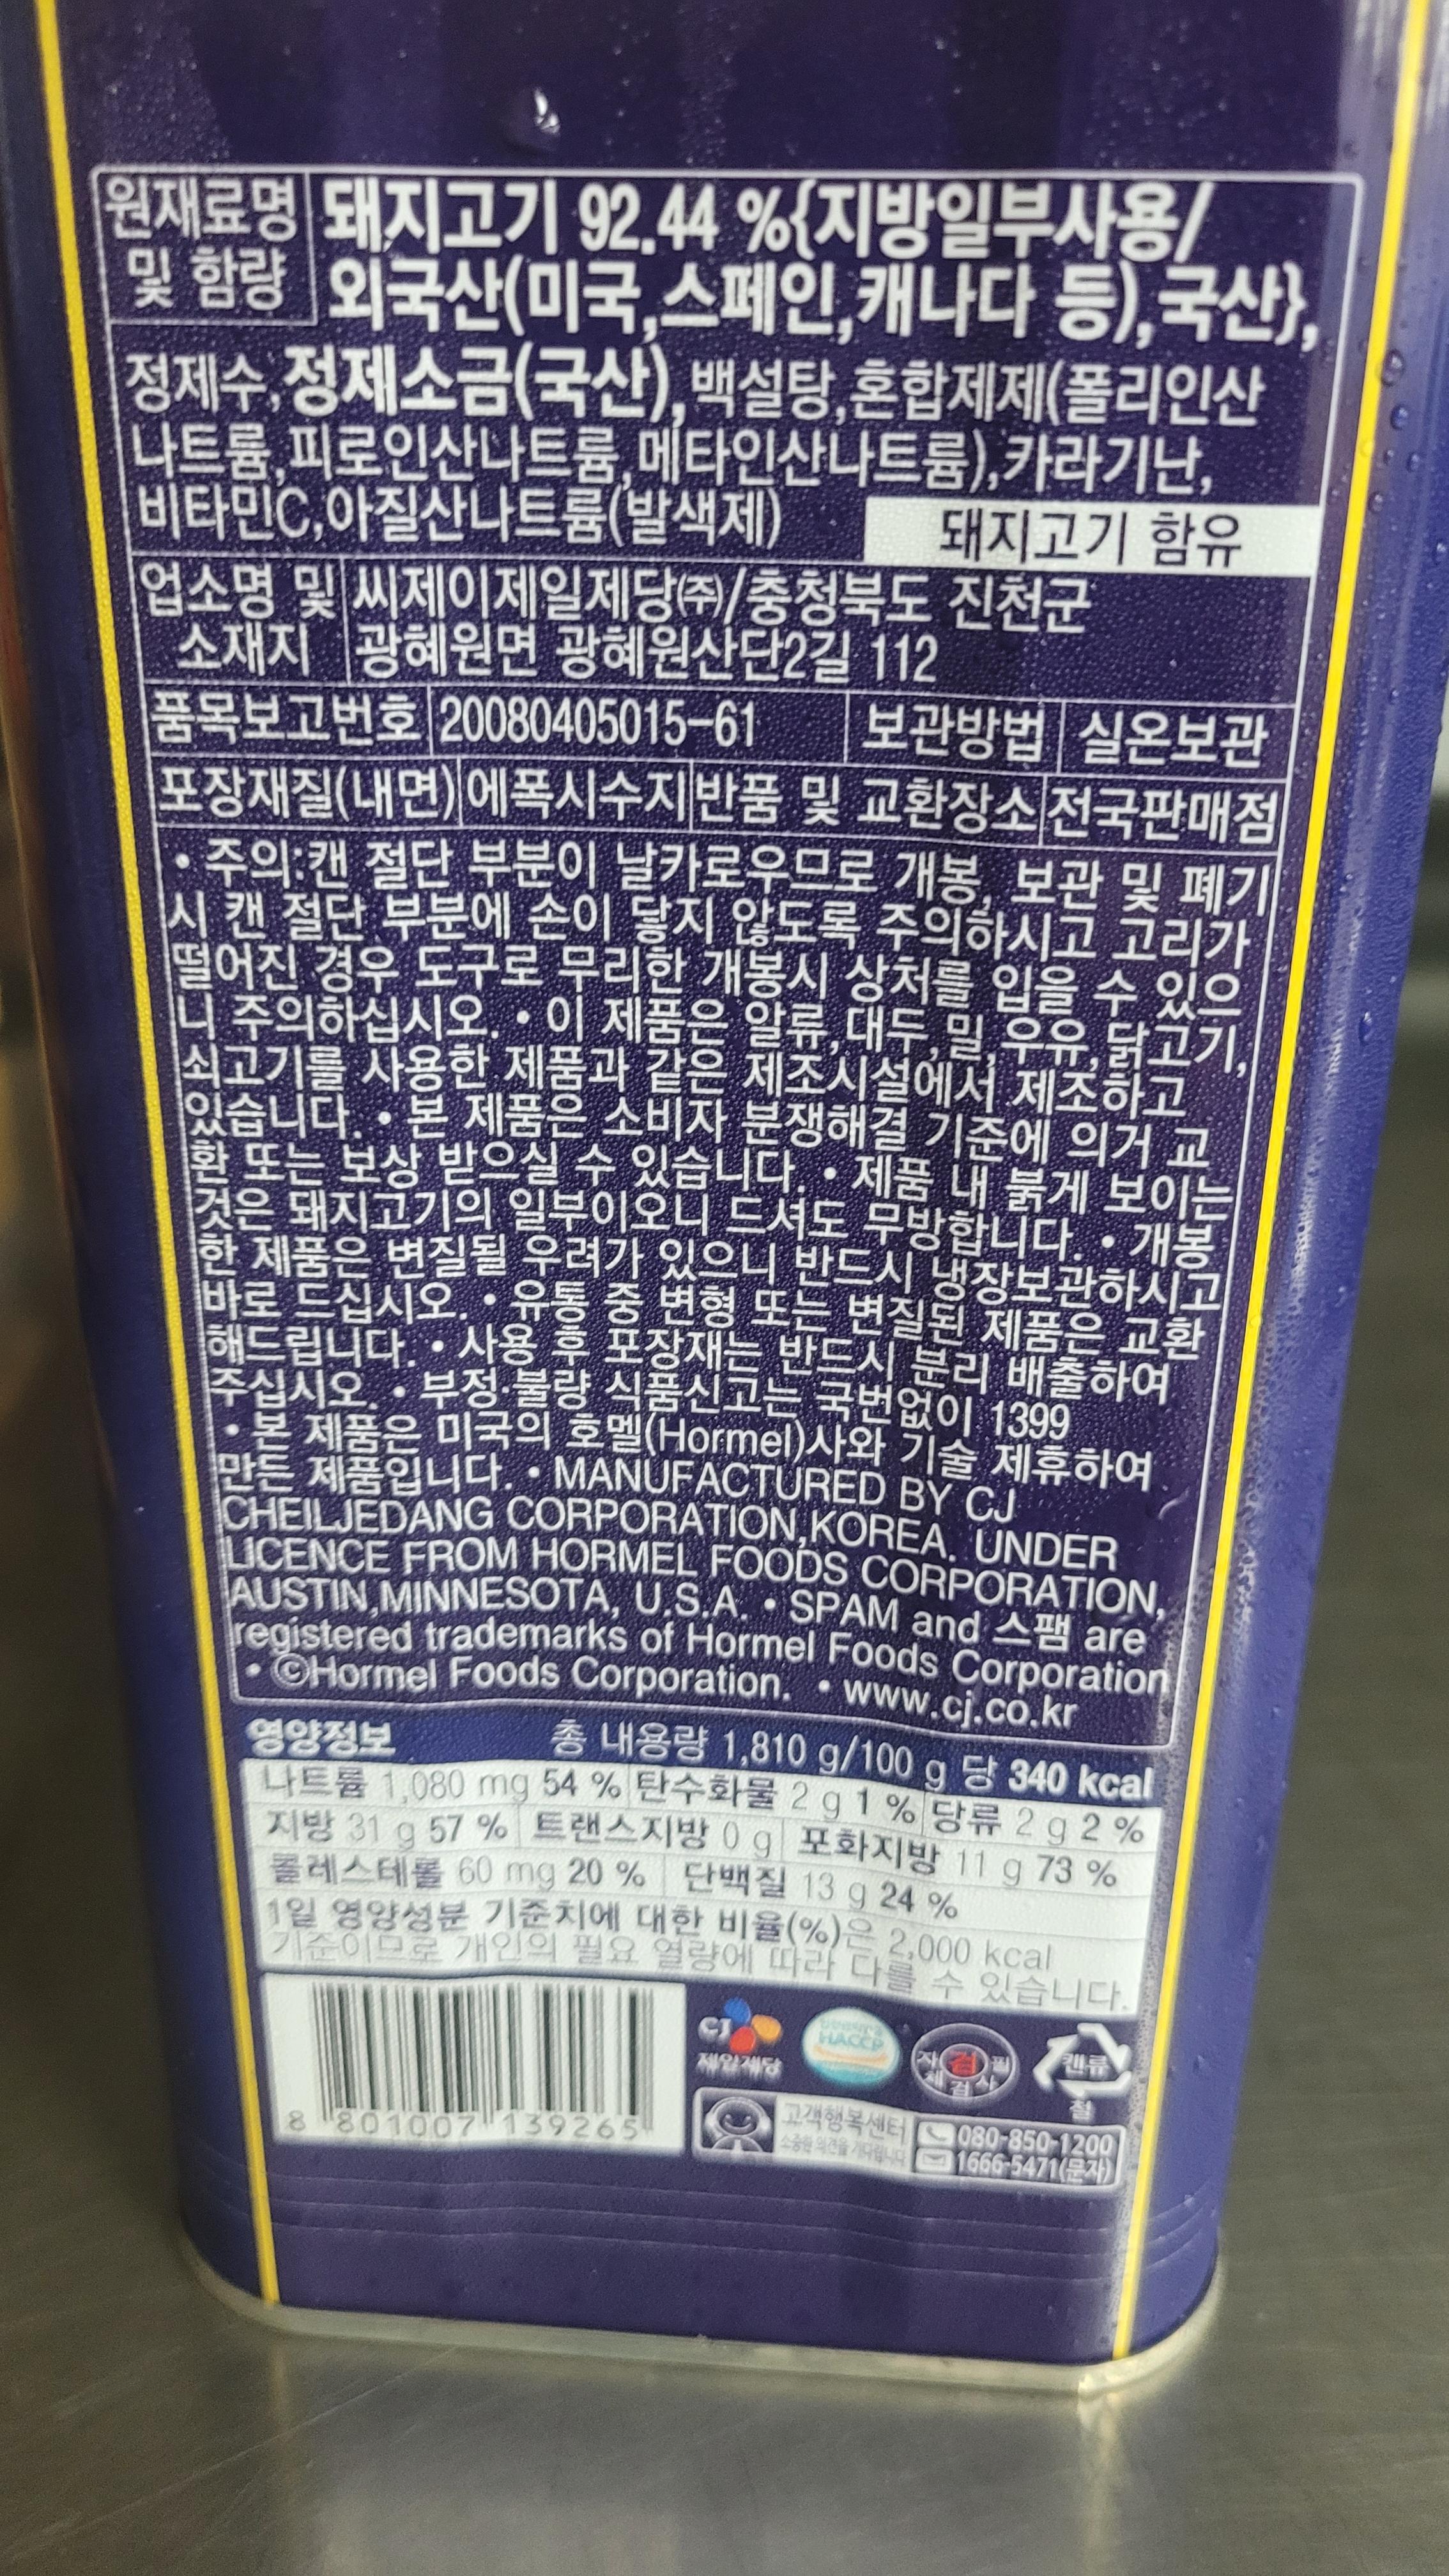 원재료명 및 함량
돼지고기 92.44 %{지방일부사용/
외국산(미국,스페인,캐나다 등),국산},
정제수,정제소금(국산),백설탕,혼합제제(폴리인산
나트륨,피로인산나트륨,메타인산나트륨),카라기난,
비타민C,아질산나트륨(발색제)
돼지고기 함유
업소명 및 소재지
씨제이제일제당㈜/충청북도 진천군
광혜원면 광혜원산단2길 112
품목보고번호 20080405015-61 보관방법 실온보관
포장재질(내면) 에폭시수지 반품 및 교환장소 전국판매점
• 주의:캔 절단 부분이 날카로우므로 개봉, 보관 및 폐기
시 캔 절단 부분에 손이 닿지 않도록 주의하시고 고리가
떨어진 경우 도구로 무리한 개봉시 상처를 입을 수 있으
니 주의하십시오. • 이 제품은 알류,대두,밀,우유,닭고기,
쇠고기를 사용한 제품과 같은 제조시설에서 제조하고
있습니다. • 본 제품은 소비자 분쟁해결 기준에 의거 교
환 또는 보상 받으실 수 있습니다. • 제품 내 붉게 보이는
것은 돼지고기의 일부이오니 드셔도 무방합니다. • 개봉
한 제품은 변질될 우려가 있으니 반드시 냉장보관하시고
바로 드십시오. • 유통 중 변형 또는 변질된 제품은 교환
해드립니다. • 사용 후 포장재는 반드시 분리 배출하여
주십시오. • 부정·불량 식품신고는 국번없이 1399
• 본 제품은 미국의 호멜(Hormel)사와 기술 제휴하여
만든 제품입니다. • MANUFACTURED BY CJ
CHEILJEDANG CORPORATION,KOREA. UNDER
LICENCE FROM HORMEL FOODS CORPORATION,
AUSTIN,MINNESOTA, U.S.A. • SPAM and 스팸 are
registered trademarks of Hormel Foods Corporation
• ©Hormel Foods Corporation. • www.cj.co.kr
영양정보 총 내용량 1,810 g/100 g 당 340 kcal
나트륨 1,080 mg 54 % 탄수화물 2 g 1 % 당류 2 g 2 %
지방 31 g 57 % 트랜스지방 0 g 포화지방 11 g 73 %
콜레스테롤 60 mg 20 % 단백질 13 g 24 %
1일 영양성분 기준치에 대한 비율(%)은 2,000 kcal
기준이므로 개인의 필요 열량에 따라 다를 수 있습니다.
8 801007 139265
CJ 제일제당
HACCP
자체검사필
검
캔류
철
고객행복센터
소중한 의견을 기다립니다
080-850-1200
1666-5471(문자)